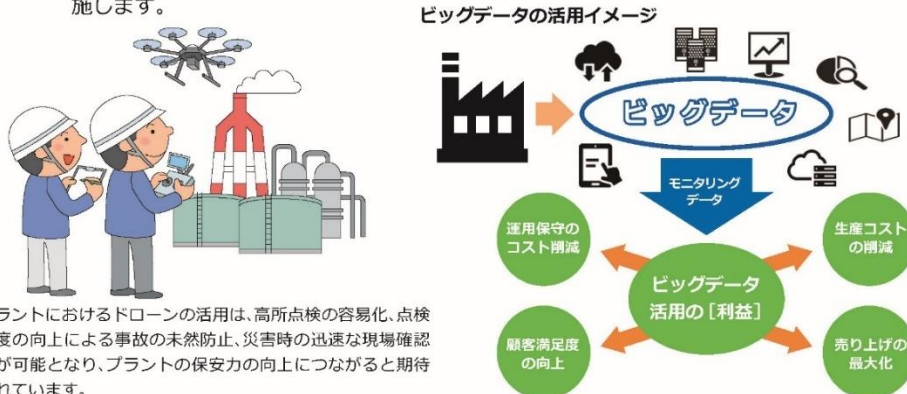 施します。
ラントにおけるドローンの活用は、高所点検の容易化、点検
度の向上による事故の未然防止、災害時の迅速な現場確認
が可能となり、プラントの保安力の向上につながると期待
れています。
ビッグデータの活用イメージ
ビッグデータ
モニタリング
データ
運用保守の
コスト削減
生産コスト
の削減
ビッグデータ
活用の[利益]
顧客満足度
の向上
売り上げの
最大化